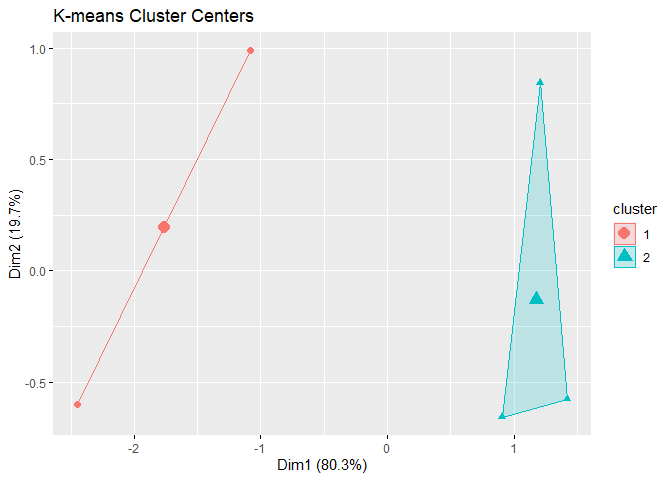 K-means Cluster Centers
1.0
0.5
0.0
-0.5
Dim2 (19.7%)
-2
-1
0
1
Dim1 (80.3%)
cluster
1
2